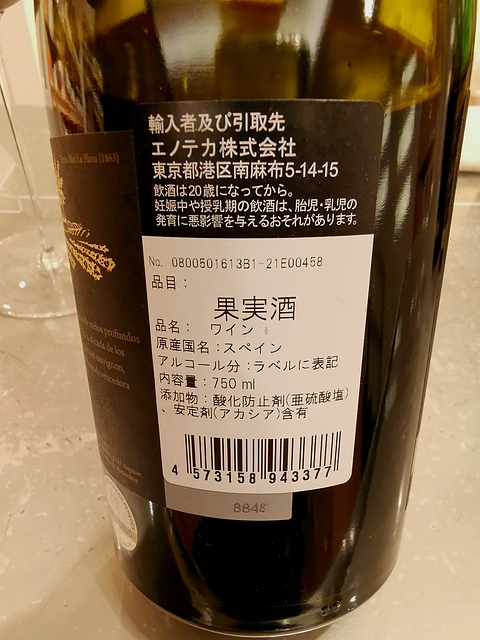 輸入者及び引取先
エノテカ株式会社
東京都港区南麻布5-14-15
飲酒は20歳になってから。
妊娠中や授乳期の飲酒は、胎児・乳児の
発育に悪影響を与えるおそれがあります。
No. 0800501613B1-21E00458
品目：
果実酒
品名： ワイン
原産国名：スペイン
アルコール分：ラベルに表記
内容量：750 ml
添加物：酸化防止剤(亜硫酸塩)
、安定剤(アカシア)含有
4 573158 943377
8848
Mas La Plana (1863)
profundos
de los